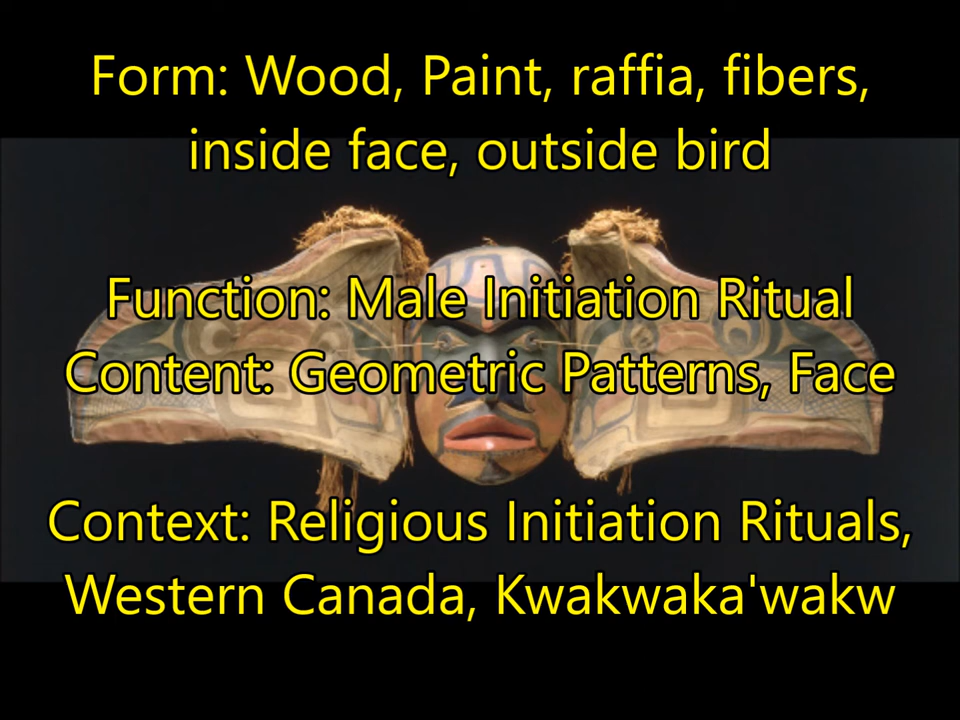 Form: Wood, Paint, raffia, fibers,
inside face, outside bird
Function: Male Initiation Ritual
Content: Geometric Patterns, Face
Context: Religious Initiation Rituals,
Western Canada, Kwakwaka'wakw